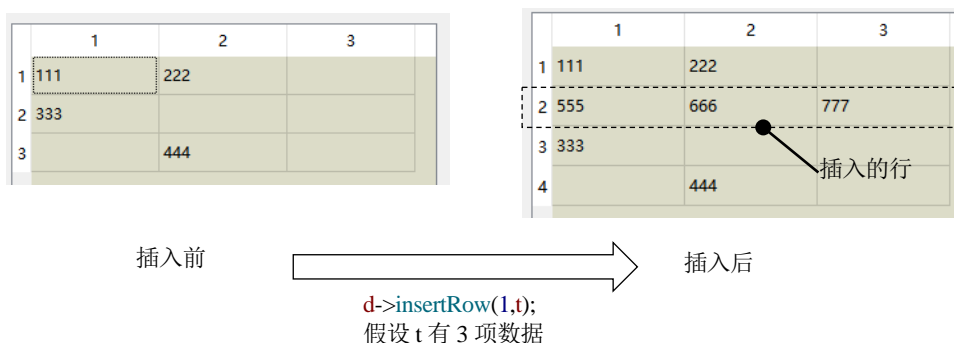 1 2 3
1 111 222
2 333
3 444
1 2 3
1 111 222
2 555 666 777
3 333
4 444
插入的行
插入前
插入后
d->insertRow(1,t);
假设 t 有 3 项数据